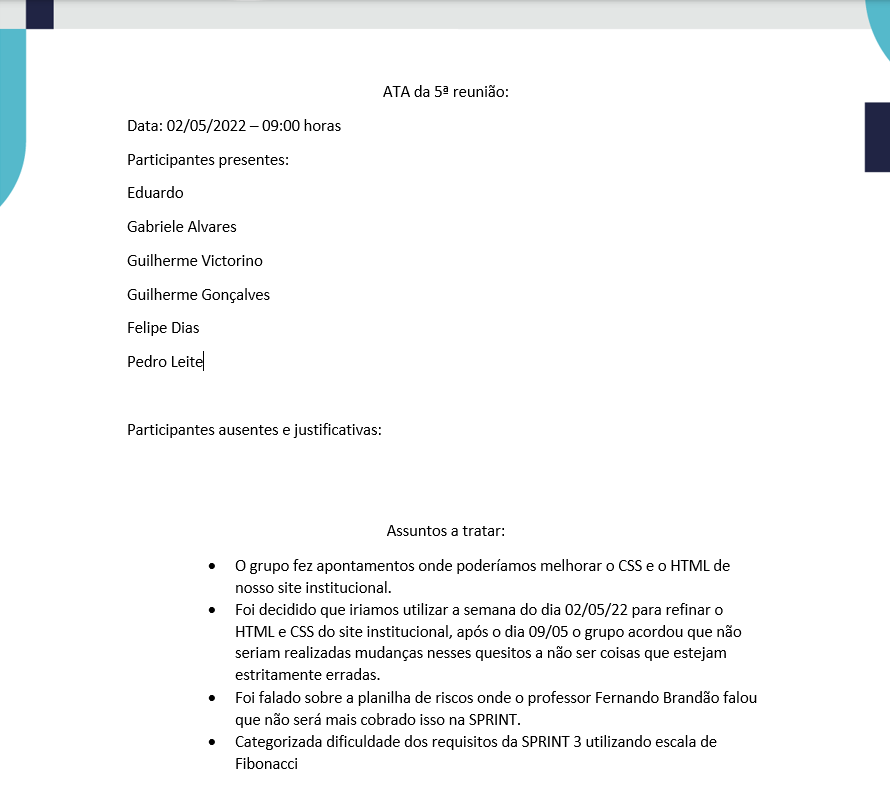 ATA da 5ª reunião:
Data: 02/05/2022 – 09:00 horas
Participantes presentes:
Eduardo
Gabriele Alvares
Guilherme Victorino
Guilherme Gonçalves
Felipe Dias
Pedro Leite
Participantes ausentes e justificativas:
Assuntos a tratar:
• O grupo fez apontamentos onde poderíamos melhorar o CSS e o HTML de
nosso site institucional.
• Foi decidido que iriamos utilizar a semana do dia 02/05/22 para refinar o
HTML e CSS do site institucional, após o dia 09/05 o grupo acordou que não
seriam realizadas mudanças nesses quesitos a não ser coisas que estejam
estritamente erradas.
• Foi falado sobre a planilha de riscos onde o professor Fernando Brandão falou
que não será mais cobrado isso na SPRINT.
• Categorizada dificuldade dos requisitos da SPRINT 3 utilizando escala de
Fibonacci